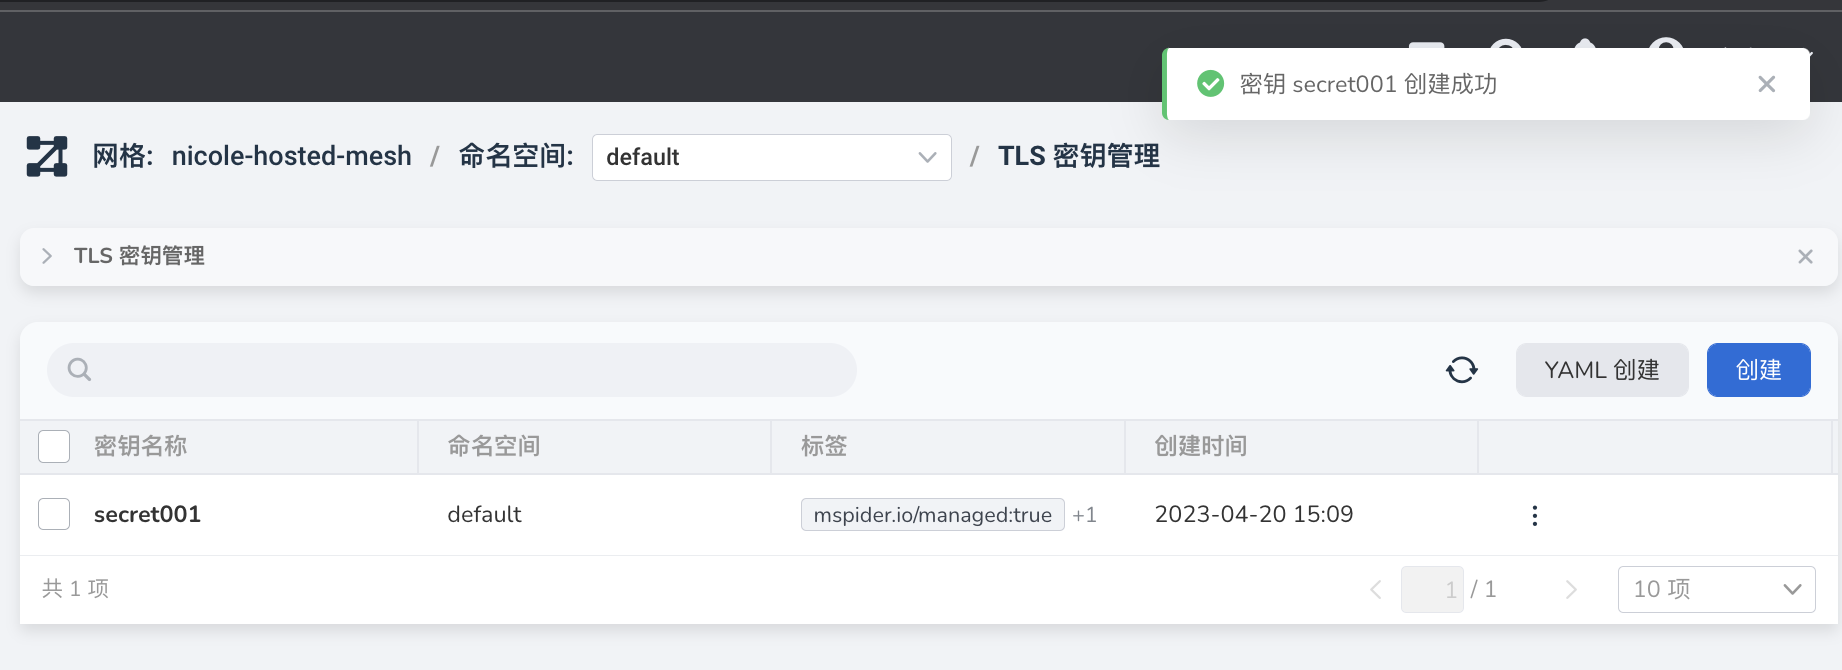 密钥 secret001 创建成功
网格: nicole-hosted-mesh / 命名空间: default / TLS 密钥管理
TLS 密钥管理
YAML 创建 创建
密钥名称 命名空间 标签 创建时间
secret001 default mspider.io/managed:true +1 2023-04-20 15:09
共 1 项 1 / 1 10 项